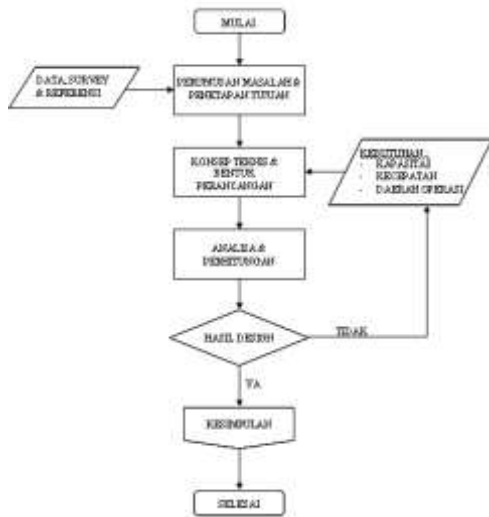 MULAI
DATA, SURVEY
& REFERENSI
PERUMUSAN MASALAH &
PENETAPAN TUJUAN
KONSEP TEKNIS &
BENTUK
PERANCANGAN
KEBUTUHAN
- KAPASITAS
- KECEPATAN
- DAERAH OPERASI
ANALISA &
PERHITUNGAN
HASIL DESIGN
TIDAK
YA
KESIMPULAN
SELESAI